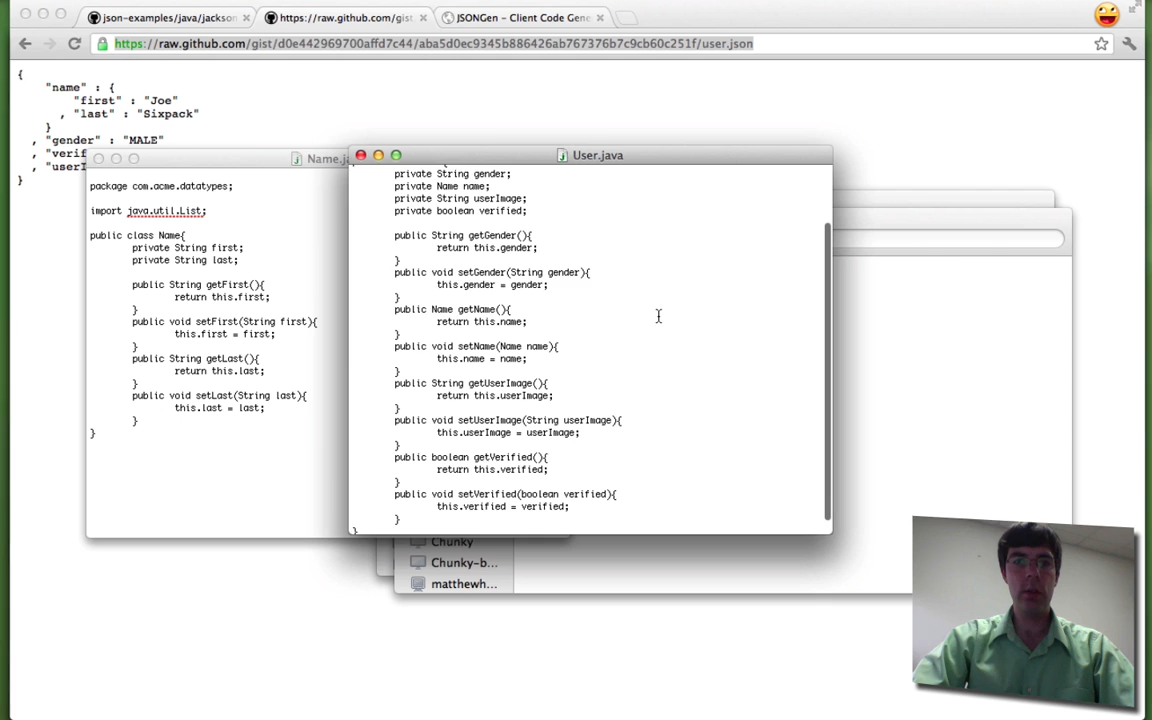 json-examples/java/jackson
https://raw.github.com/gist
JSONGen - Client Code Gene
https://raw.github.com/gist/d0e442969700affd7c44/aba5d0ec9345b886426ab767376b7c9cb60c251f/user.json
{
"name" : {
"first" : "Joe"
, "last" : "Sixpack"
}
, "gender" : "MALE"
, "verif
, "userI
}
Name.ja
package com.acme.datatypes;
import java.util.List;
public class Name{
private String first;
private String last;
public String getFirst(){
return this.first;
}
public void setFirst(String first){
this.first = first;
}
public String getLast(){
return this.last;
}
public void setLast(String last){
this.last = last;
}
}
User.java
private String gender;
private Name name;
private String userImage;
private boolean verified;
public String getGender(){
return this.gender;
}
public void setGender(String gender){
this.gender = gender;
}
public Name getName(){
return this.name;
}
public void setName(Name name){
this.name = name;
}
public String getUserImage(){
return this.userImage;
}
public void setUserImage(String userImage){
this.userImage = userImage;
}
public boolean getVerified(){
return this.verified;
}
public void setVerified(boolean verified){
this.verified = verified;
}
}
Chunky
Chunky-b...
matthewh...